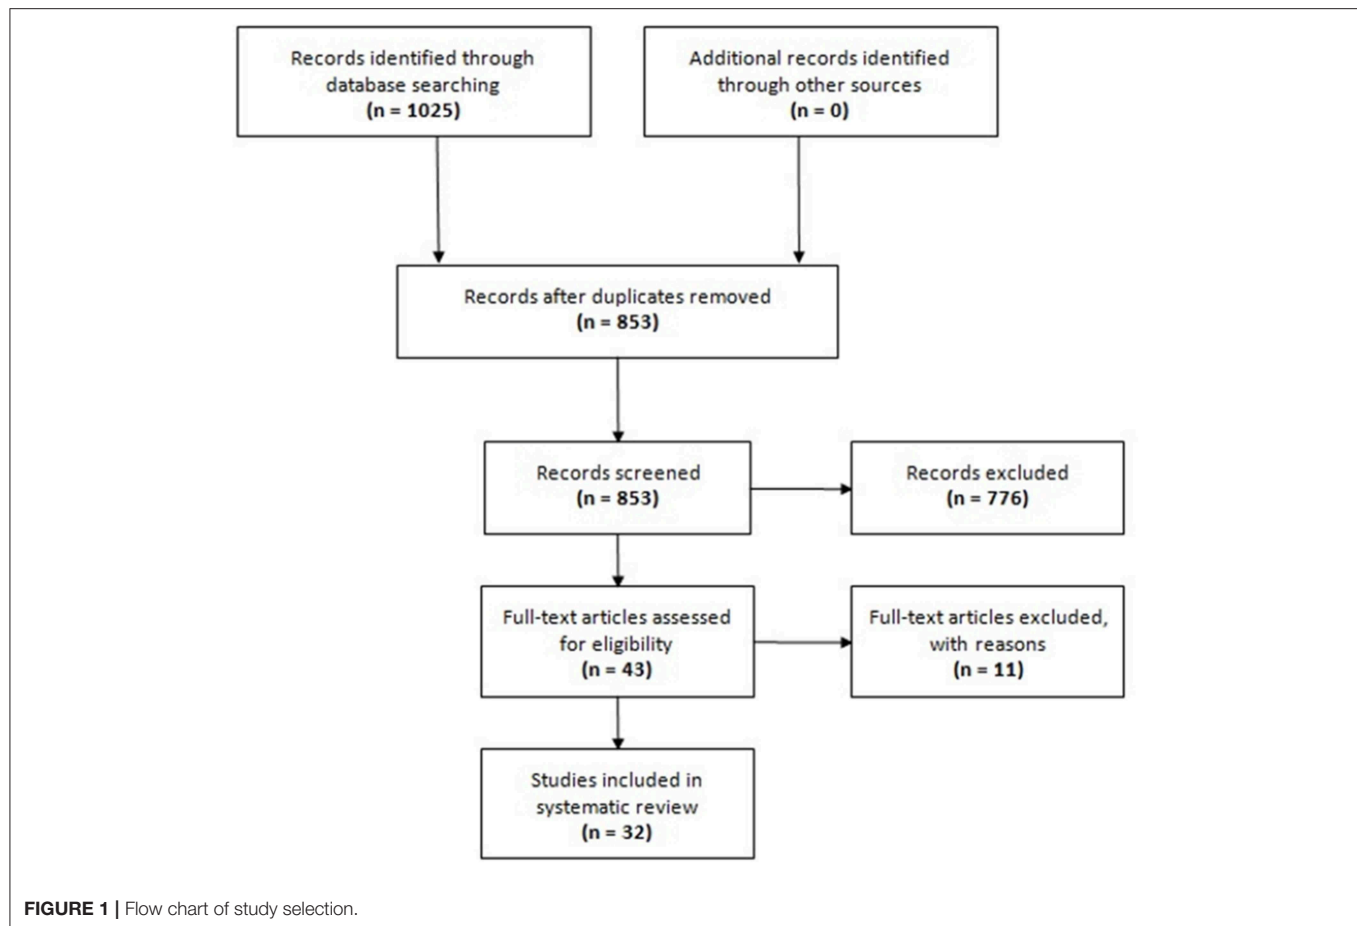 Records identified through
database searching
(n = 1025)
Additional records identified
through other sources
(n = 0)
Records after duplicates removed
(n = 853)
Records screened
(n = 853)
Records excluded
(n = 776)
Full-text articles assessed
for eligibility
(n = 43)
Full-text articles excluded,
with reasons
(n = 11)
Studies included in
systematic review
(n = 32)
FIGURE 1 | Flow chart of study selection.